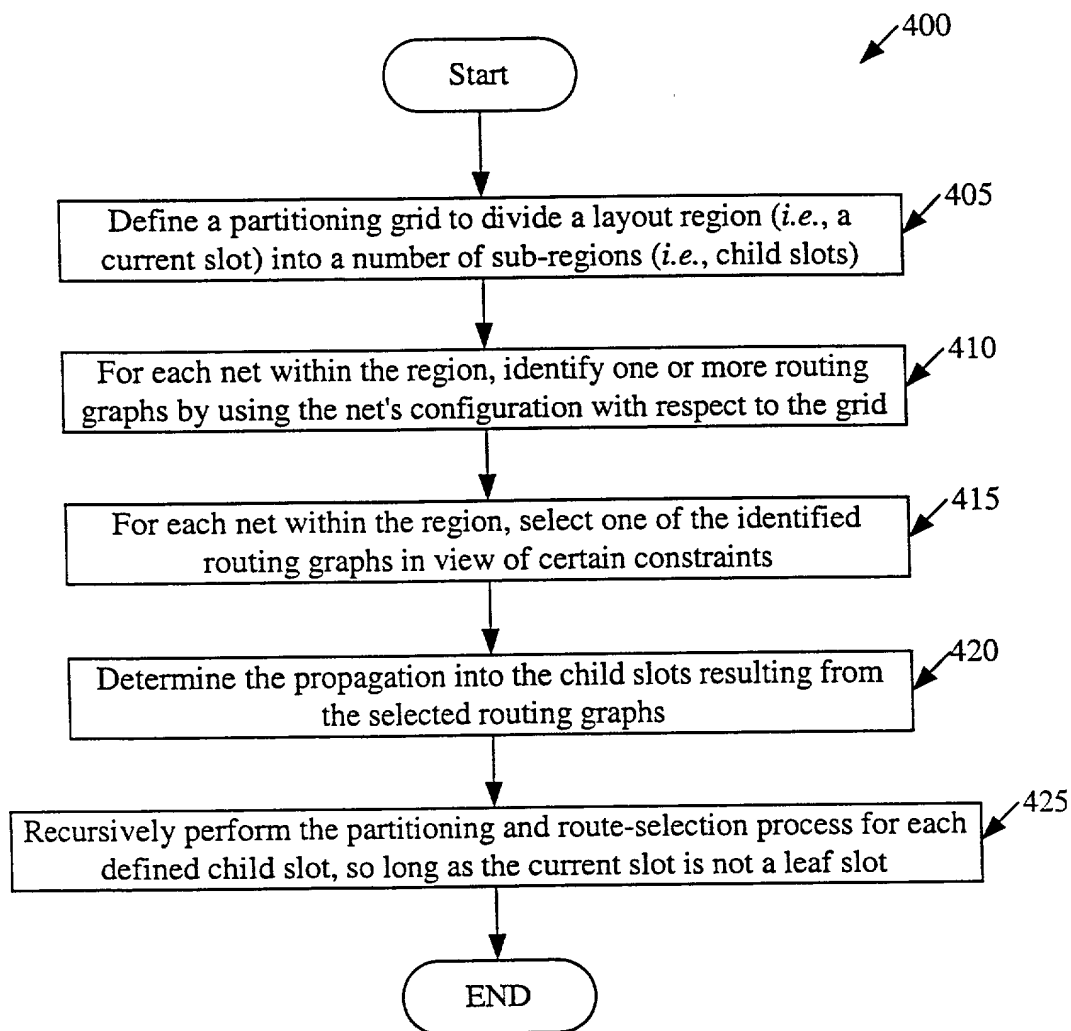 400
Start
405
Define a partitioning grid to divide a layout region (i.e., a
current slot) into a number of sub-regions (i.e., child slots)
410
For each net within the region, identify one or more routing
graphs by using the net's configuration with respect to the grid
415
For each net within the region, select one of the identified
routing graphs in view of certain constraints
420
Determine the propagation into the child slots resulting from
the selected routing graphs
425
Recursively perform the partitioning and route-selection process for each
defined child slot, so long as the current slot is not a leaf slot
END